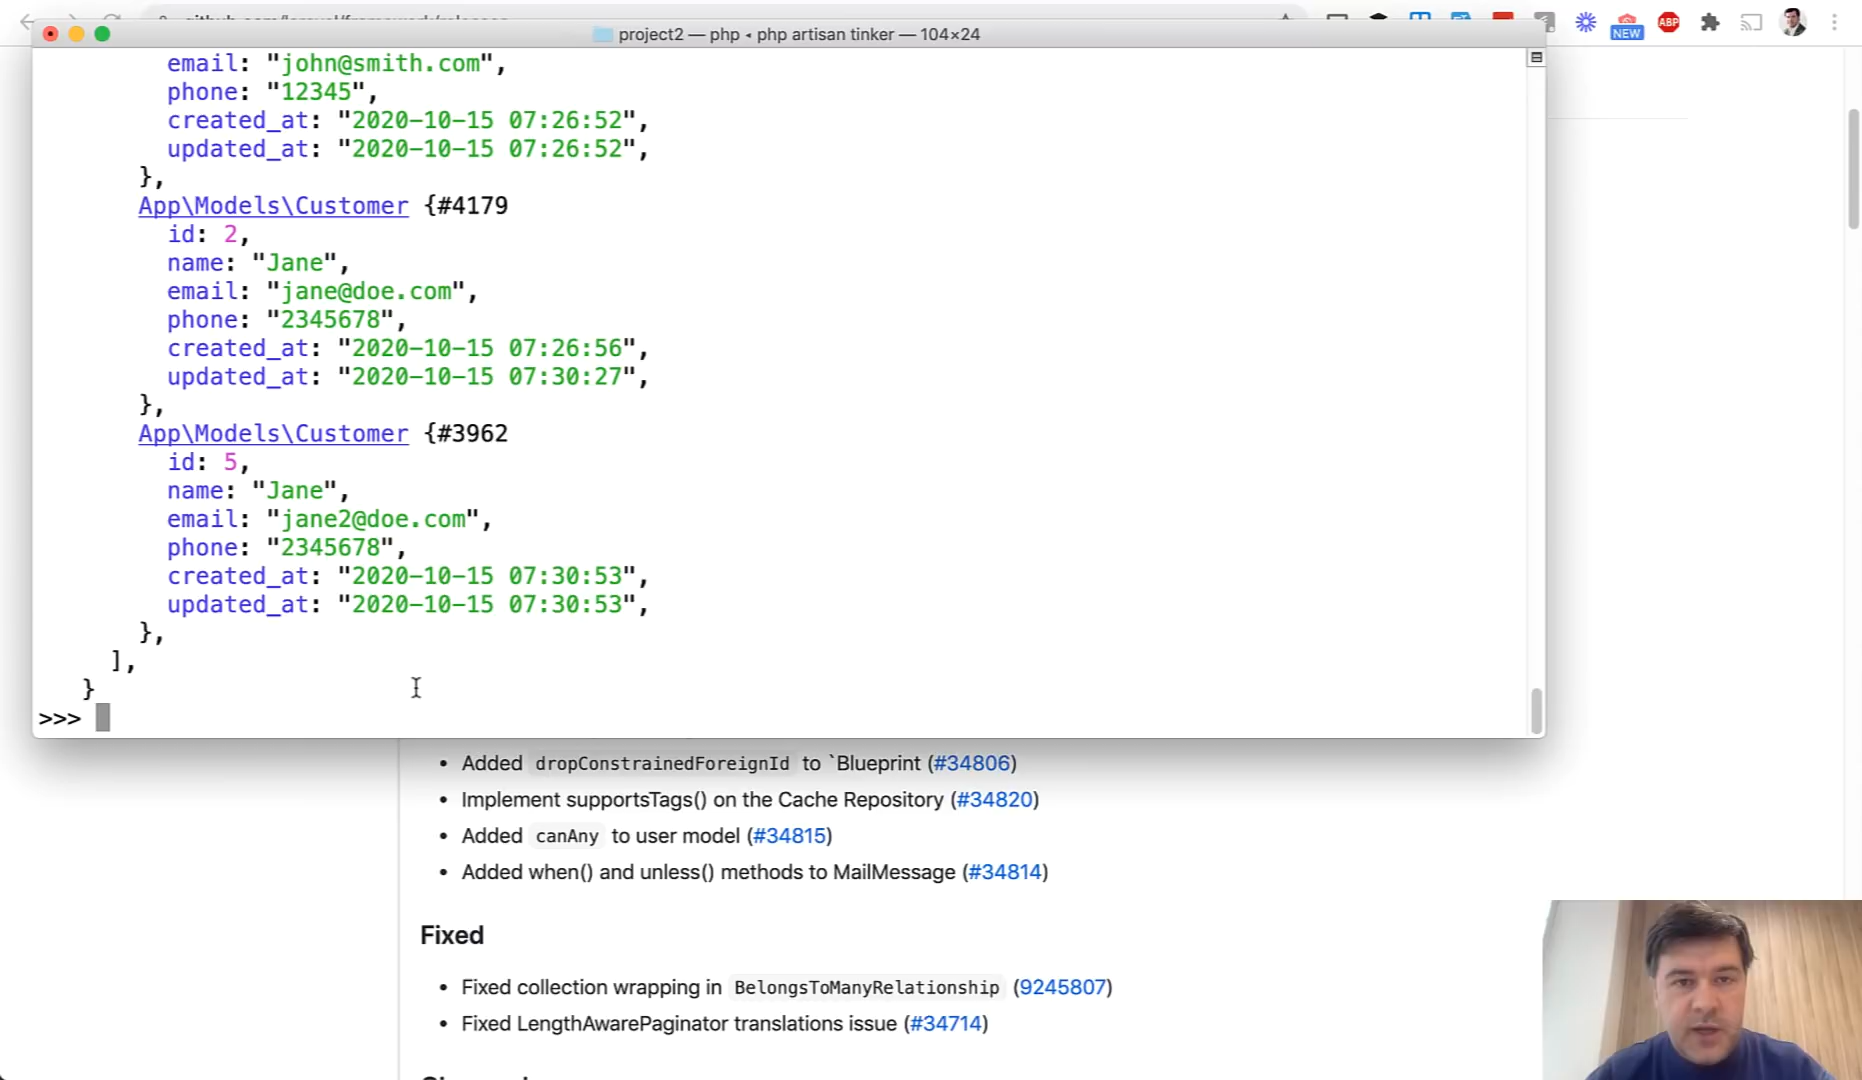 project2 — php ◂ php artisan tinker — 104×24
NEW
ABP
email: "john@smith.com",
phone: "12345",
created_at: "2020-10-15 07:26:52",
updated_at: "2020-10-15 07:26:52",
},
App\Models\Customer {#4179
id: 2,
name: "Jane",
email: "jane@doe.com",
phone: "2345678",
created_at: "2020-10-15 07:26:56",
updated_at: "2020-10-15 07:30:27",
},
App\Models\Customer {#3962
id: 5,
name: "Jane",
email: "jane2@doe.com",
phone: "2345678",
created_at: "2020-10-15 07:30:53",
updated_at: "2020-10-15 07:30:53",
},
],
}
>>>
• Added dropConstrainedForeignId to `Blueprint (#34806)
• Implement supportsTags() on the Cache Repository (#34820)
• Added canAny to user model (#34815)
• Added when() and unless() methods to MailMessage (#34814)
Fixed
• Fixed collection wrapping in BelongsToManyRelationship (9245807)
• Fixed LengthAwarePaginator translations issue (#34714)